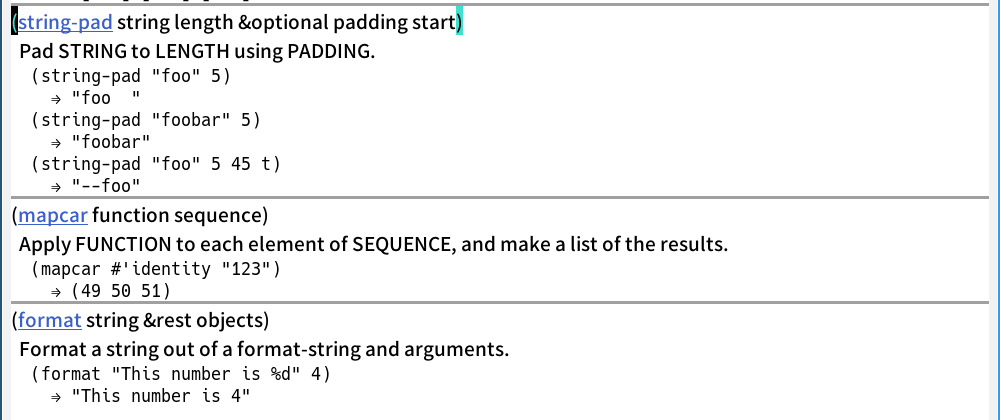 (string-pad string length &optional padding start)
Pad STRING to LENGTH using PADDING.
(string-pad "foo" 5)
⇒ "foo  "
(string-pad "foobar" 5)
⇒ "foobar"
(string-pad "foo" 5 45 t)
⇒ "--foo"
(mapcar function sequence)
Apply FUNCTION to each element of SEQUENCE, and make a list of the results.
(mapcar #'identity "123")
⇒ (49 50 51)
(format string &rest objects)
Format a string out of a format-string and arguments.
(format "This number is %d" 4)
⇒ "This number is 4"